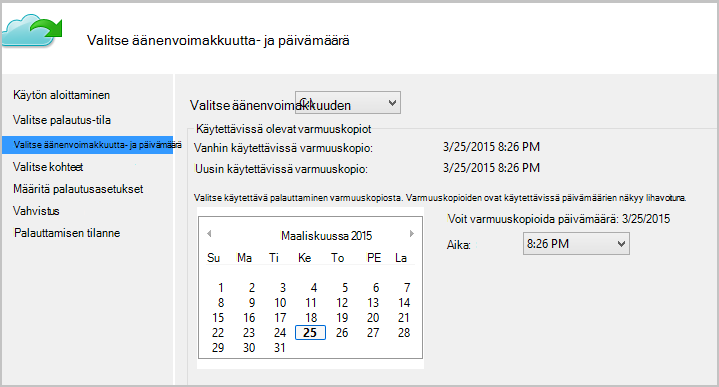 Valitse äänenvoimakkuutta- ja päivämäärä
Käytön aloittaminen
Valitse palautus-tila
Valitse äänenvoimakkuutta- ja päivämäärä
Valitse kohteet
Määritä palautusasetukset
Vahvistus
Palauttamisen tilanne
Valitse äänenvoimakkuuden C:\
Käytettävissä olevat varmuuskopiot
Vanhin käytettävissä varmuuskopio: 3/25/2015 8:26 PM
Uusin käytettävissä varmuuskopio: 3/25/2015 8:26 PM
Valitse käytettävä palauttaminen varmuuskopiosta. Varmuuskopioiden ovat käytettävissä päivämäärien näkyy lihavoituna.
Voit varmuuskopioida päivämäärä: 3/25/2015
Aika: 8:26 PM
Maaliskuussa 2015
Su Ma Ti Ke To PE La
1 2 3 4 5 6 7
8 9 10 11 12 13 14
15 16 17 18 19 20 21
22 23 24 25 26 27 28
29 30 31